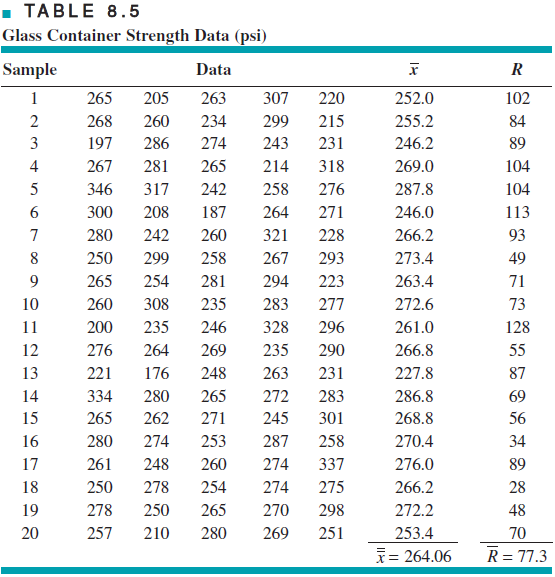 ■ TABLE 8.5
Glass Container Strength Data (psi)
Sample Data x̄ R
1 265 205 263 307 220 252.0 102
2 268 260 234 299 215 255.2 84
3 197 286 274 243 231 246.2 89
4 267 281 265 214 318 269.0 104
5 346 317 242 258 276 287.8 104
6 300 208 187 264 271 246.0 113
7 280 242 260 321 228 266.2 93
8 250 299 258 267 293 273.4 49
9 265 254 281 294 223 263.4 71
10 260 308 235 283 277 272.6 73
11 200 235 246 328 296 261.0 128
12 276 264 269 235 290 266.8 55
13 221 176 248 263 231 227.8 87
14 334 280 265 272 283 286.8 69
15 265 262 271 245 301 268.8 56
16 280 274 253 287 258 270.4 34
17 261 248 260 274 337 276.0 89
18 250 278 254 274 275 266.2 28
19 278 250 265 270 298 272.2 48
20 257 210 280 269 251 253.4 70
x̿ = 264.06 R̄ = 77.3